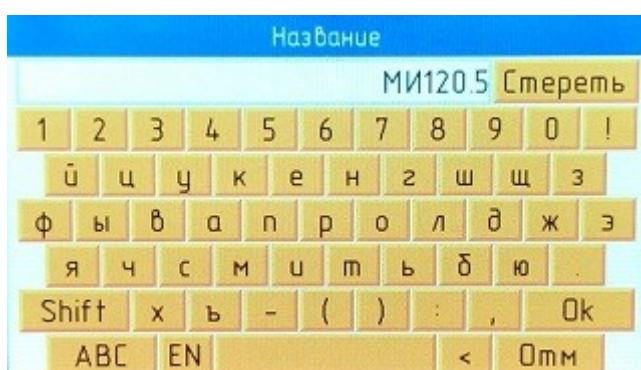 Название
МИ120.5 Стереть
1 2 3 4 5 6 7 8 9 0 !
й ц у к е н г ш щ з
ф ы в а п р о л д ж э
я ч с м и т ь б ю .
Shift х ъ - ( ) : , Ok
ABC EN < Отм